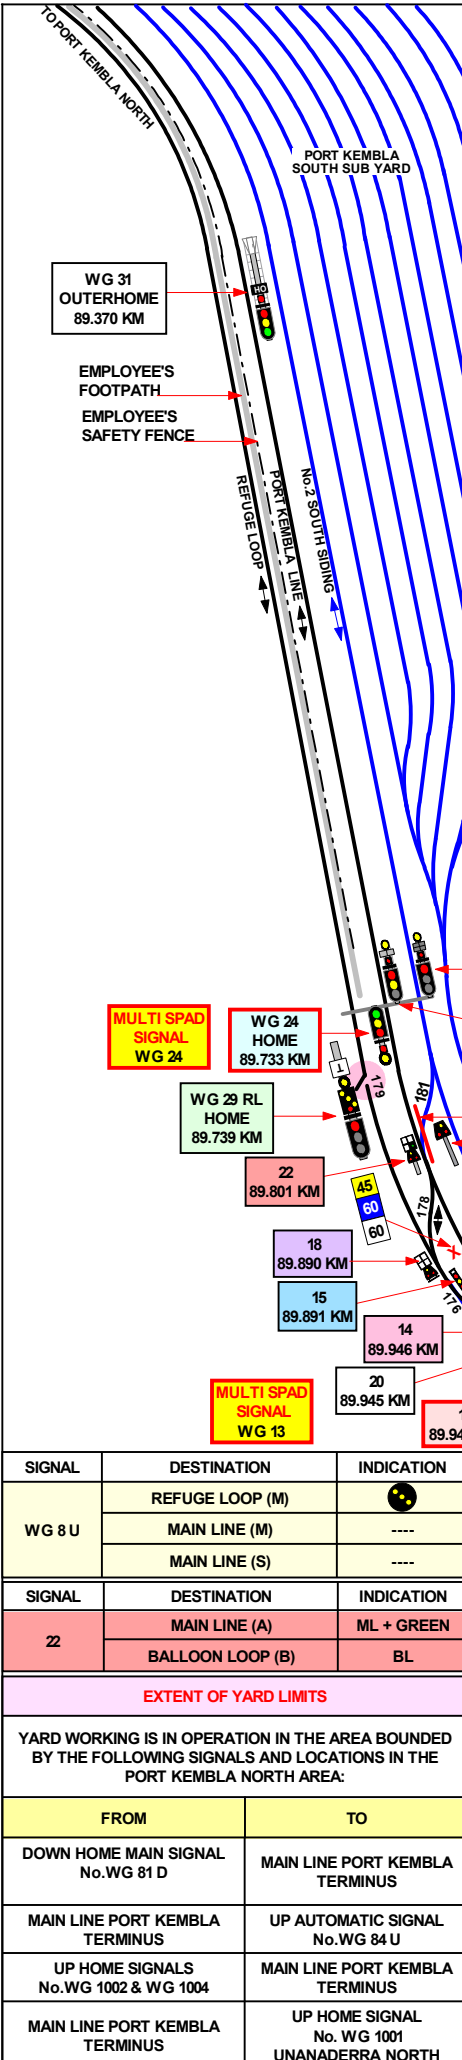 TO PORT KEMBLA NORTH
PORT KEMBLA
SOUTH SUB YARD
HO
WG 31
OUTERHOME
89.370 KM
EMPLOYEE'S
FOOTPATH
EMPLOYEE'S
SAFETY FENCE
REFUGE LOOP
PORT KEMBLA LINE
No.2 SOUTH SIDING
MULTI SPAD
SIGNAL
WG 24
WG 24
HOME
89.733 KM
WG 29 RL
HOME
89.739 KM
T
179
181
22
89.801 KM
178
45
60
60
18
89.890 KM
15
89.891 KM
176
14
89.946 KM
20
89.945 KM
MULTI SPAD
SIGNAL
WG 13
1
89.94
SIGNAL DESTINATION INDICATION
WG 8 U
REFUGE LOOP (M)
MAIN LINE (M) ----
MAIN LINE (S) ----
SIGNAL DESTINATION INDICATION
22
MAIN LINE (A) ML + GREEN
BALLOON LOOP (B) BL
EXTENT OF YARD LIMITS
YARD WORKING IS IN OPERATION IN THE AREA BOUNDED
BY THE FOLLOWING SIGNALS AND LOCATIONS IN THE
PORT KEMBLA NORTH AREA:
FROM TO
DOWN HOME MAIN SIGNAL
No.WG 81 D
MAIN LINE PORT KEMBLA
TERMINUS
MAIN LINE PORT KEMBLA
TERMINUS
UP AUTOMATIC SIGNAL
No.WG 84 U
UP HOME SIGNALS
No.WG 1002 & WG 1004
MAIN LINE PORT KEMBLA
TERMINUS
MAIN LINE PORT KEMBLA
TERMINUS
UP HOME SIGNAL
No. WG 1001
UNANADERRA NORTH